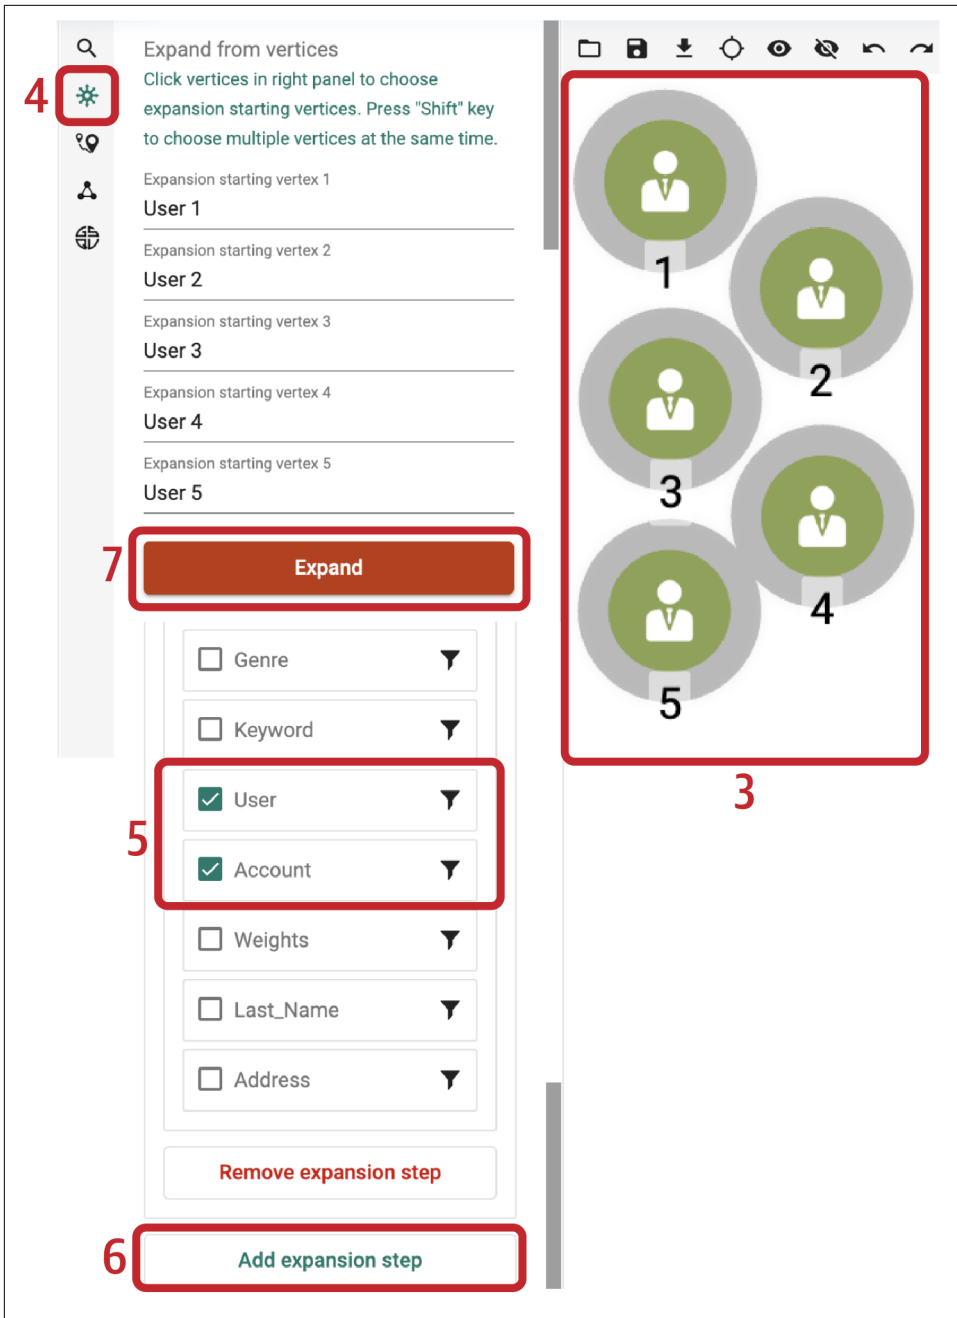 4
Expand from vertices
Click vertices in right panel to choose
expansion starting vertices. Press "Shift" key
to choose multiple vertices at the same time.
Expansion starting vertex 1
User 1
Expansion starting vertex 2
User 2
Expansion starting vertex 3
User 3
Expansion starting vertex 4
User 4
Expansion starting vertex 5
User 5
7
Expand
Genre
Keyword
5
User
Account
Weights
Last_Name
Address
Remove expansion step
6
Add expansion step
1
2
3
4
5
3